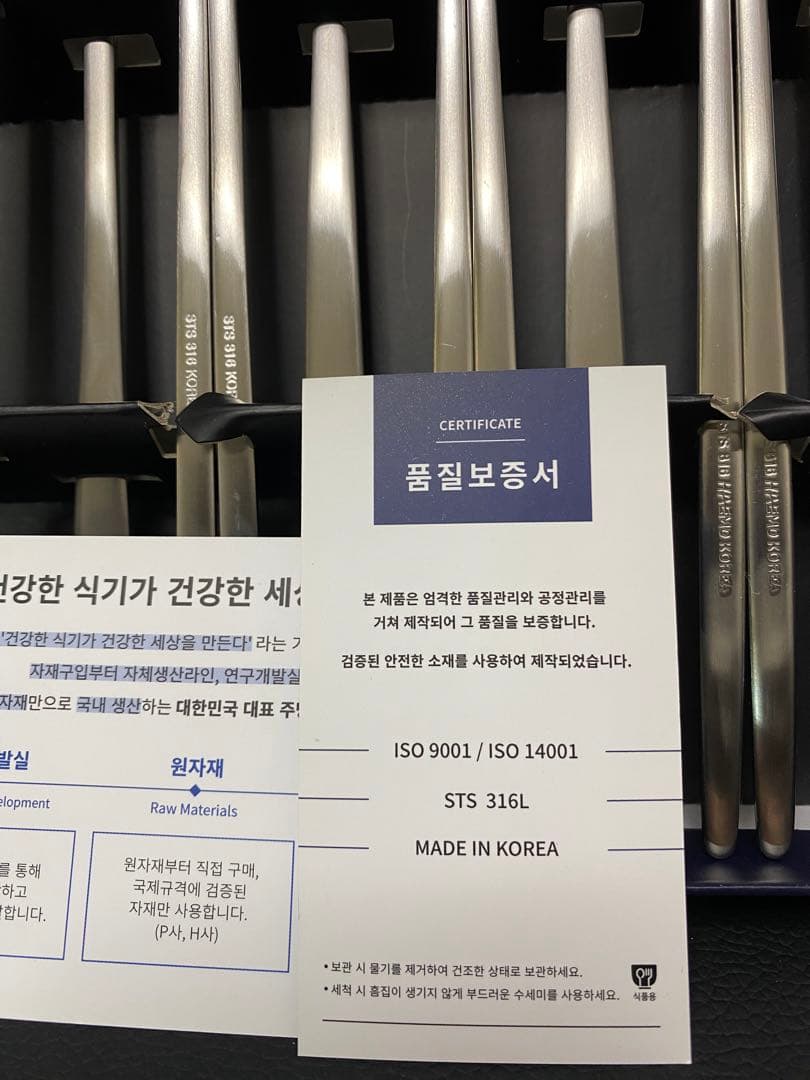 STS 316 KOREA
STS 316 KOREA
CERTIFICATE
품질보증서
본 제품은 엄격한 품질관리와 공정관리를
거쳐 제작되어 그 품질을 보증합니다.
검증된 안전한 소재를 사용하여 제작되었습니다.
ISO 9001 / ISO 14001
STS 316L
MADE IN KOREA
• 보관 시 물기를 제거하여 건조한 상태로 보관하세요.
• 세척 시 흠집이 생기지 않게 부드러운 수세미를 사용하세요.
식품용
건강한 식기가 건강한
'건강한 식기가 건강한 세상을 만든다' 라는
자재구입부터 자체생산라인, 연구개발실
자재만으로 국내 생산하는 대한민국 대표
발실
원자재
Raw Materials
를 통해
하고
합니다.
원자재부터 직접 구매,
국제규격에 검증된
자재만 사용합니다.
(P사, H사)
KOREA
KOREA